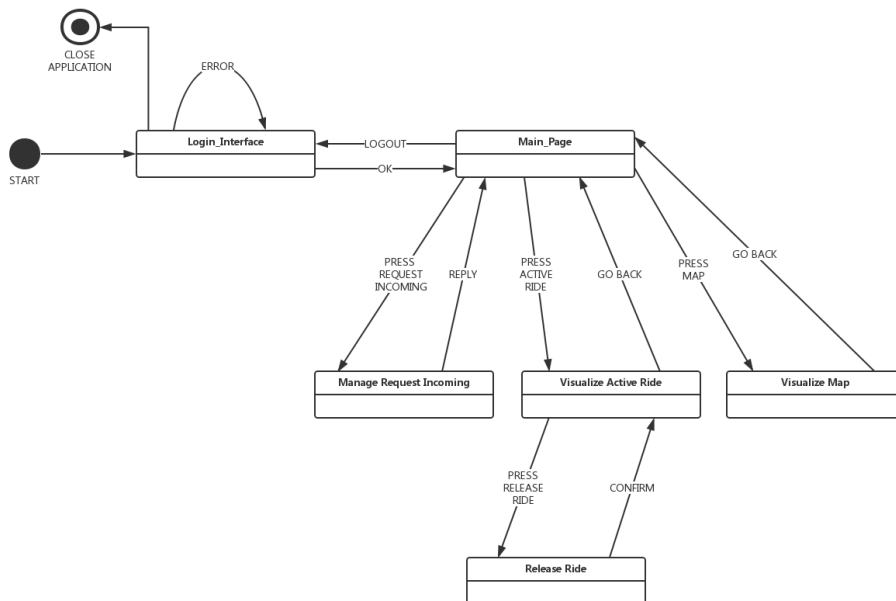 CLOSE
APPLICATION
ERROR
START
Login_Interface
LOGOUT
OK
Main_Page
PRESS
REQUEST
INCOMING
REPLY
PRESS
ACTIVE
RIDE
GO BACK
PRESS
MAP
GO BACK
Manage Request Incoming
Visualize Active Ride
Visualize Map
PRESS
RELEASE
RIDE
CONFIRM
Release Ride